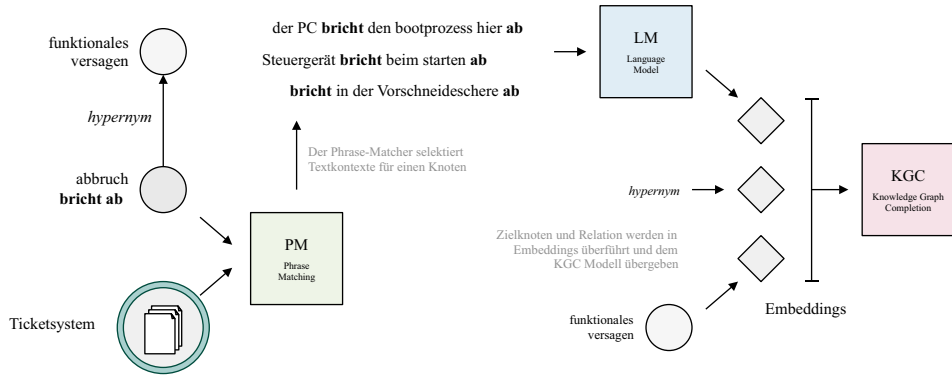 funktionales
versagen
hypernym
abbruch
bricht ab
Ticketsystem
PM
Phrase
Matching
der PC bricht den bootprozess hier ab
Steuergerät bricht beim starten ab
bricht in der Vorschneideschere ab
Der Phrase-Matcher selektiert
Textkontexte für einen Knoten
LM
Language
Model
hypernym
Zielknoten und Relation werden in
Embeddings überführt und dem
KGC Modell übergeben
funktionales
versagen
Embeddings
KGC
Knowledge Graph
Completion